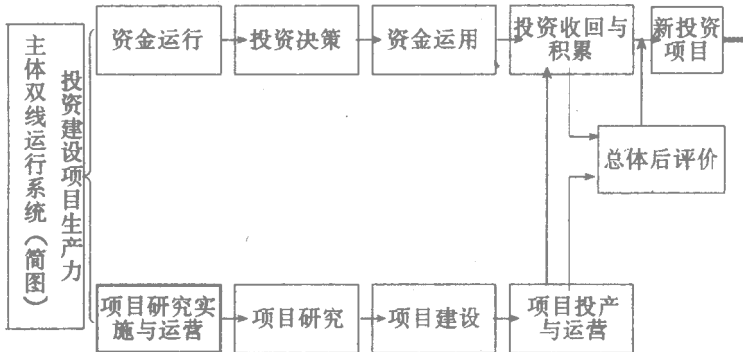 投资建设项目生产力
主体双线运行系统（简图）
资金运行
投资决策
资金运用
投资收回与
积累
新投资
项目
总体后评价
项目研究实
施与运营
项目研究
项目建设
项目投产
与运营